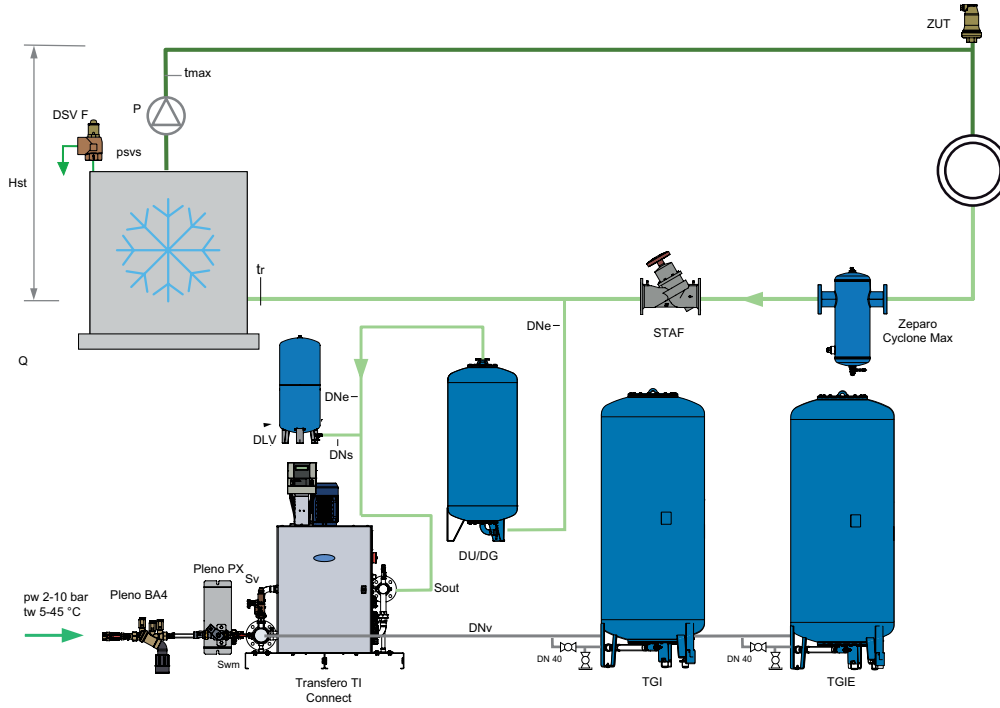 ZUT
tmax
P
DSV F
psvs
Hst
tr
DNe
STAF
Zeparo
Cyclone Max
Q
DNe
DLV
DNs
DU/DG
Pleno PX
Sv
Sout
pw 2-10 bar
tw 5-45 °C
Pleno BA4
DNv
Swm
DN 40
DN 40
Transfero TI
Connect
TGI
TGIE